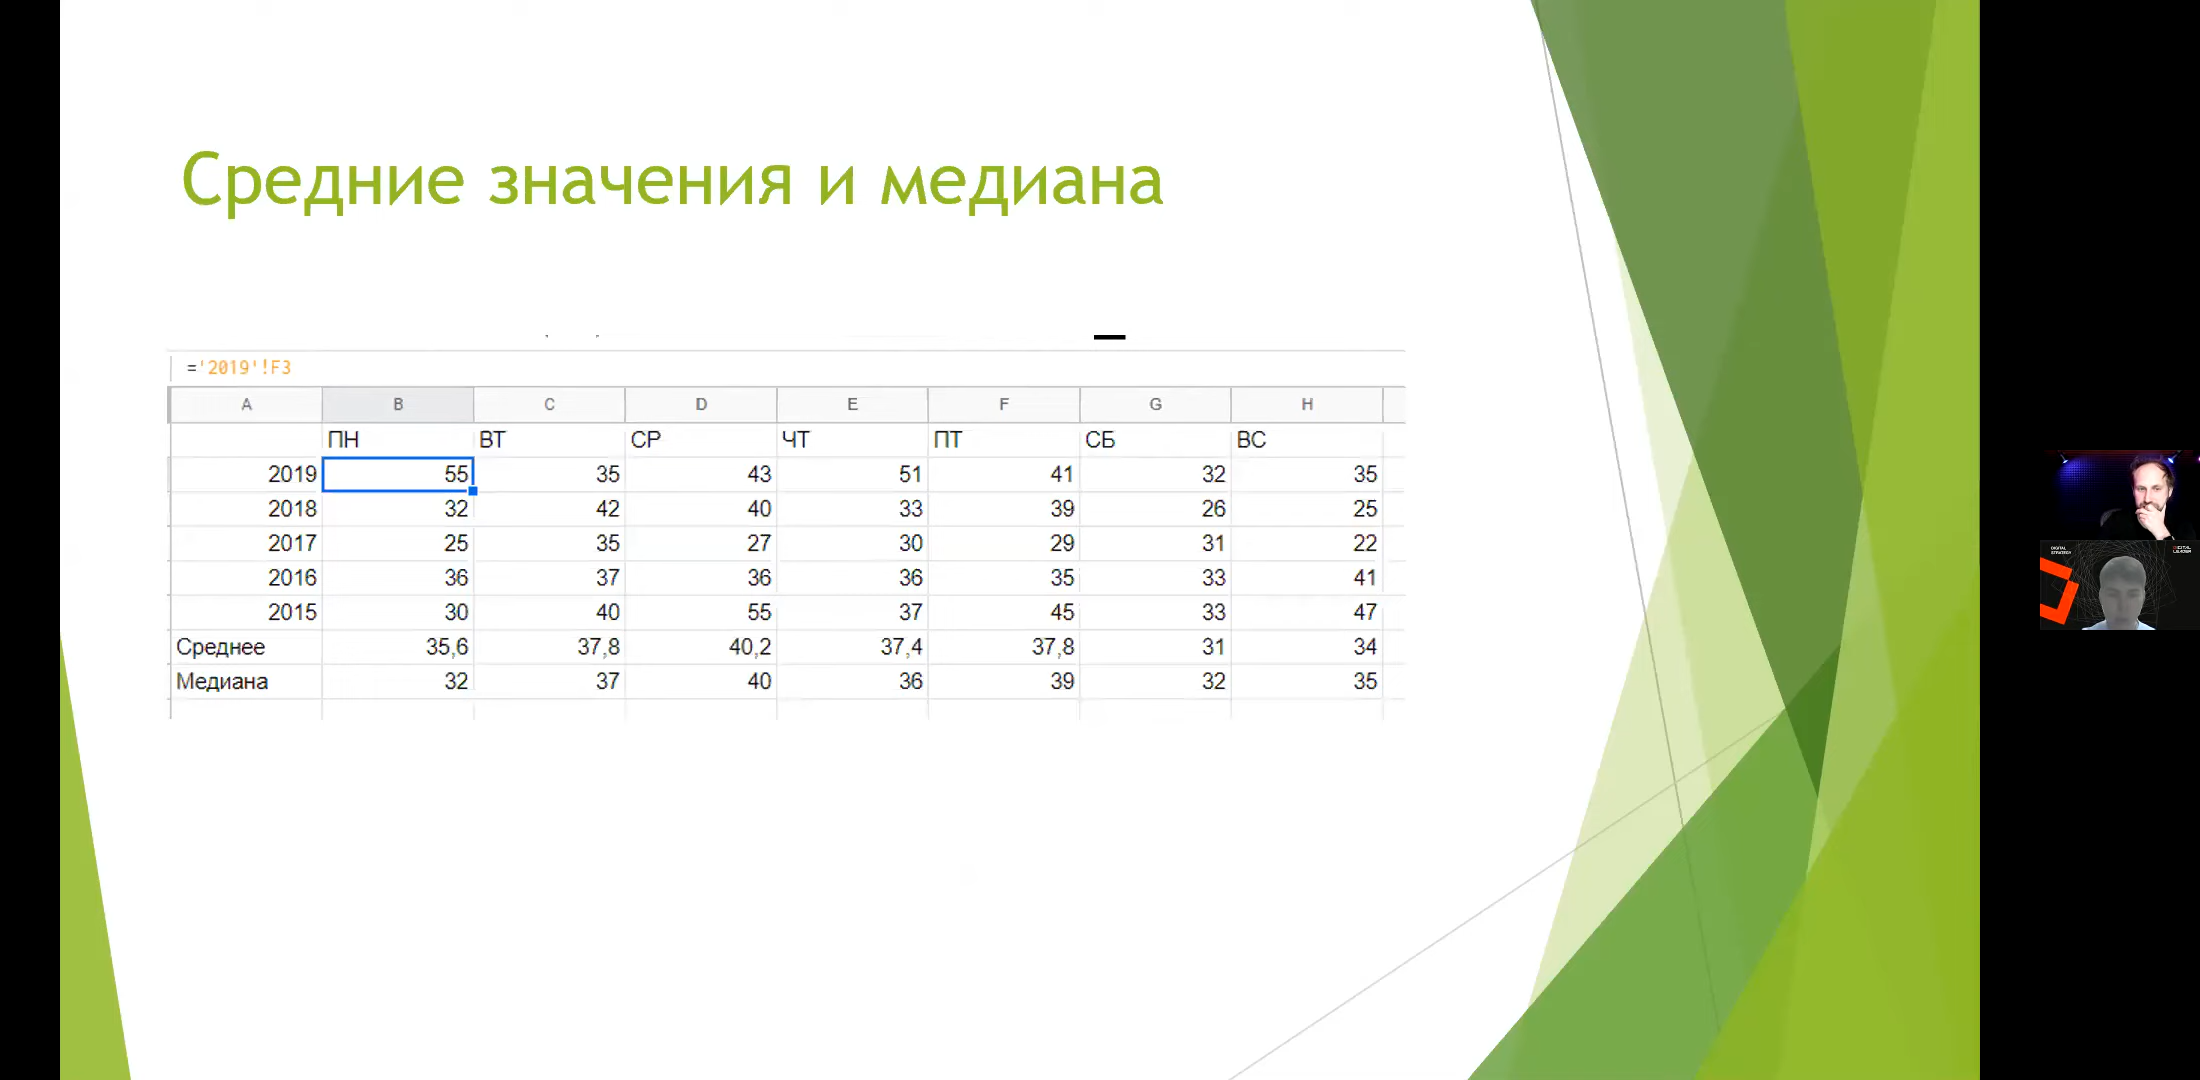 Средние значения и медиана
='2019'!F3
A B C D E F G H
ПН ВТ СР ЧТ ПТ СБ ВС
2019 55 35 43 51 41 32 35
2018 32 42 40 33 39 26 25
2017 25 35 27 30 29 31 22
2016 36 37 36 36 35 33 41
2015 30 40 55 37 45 33 47
Среднее 35,6 37,8 40,2 37,4 37,8 31 34
Медиана 32 37 40 36 39 32 35
DIGITAL
STRATEGY